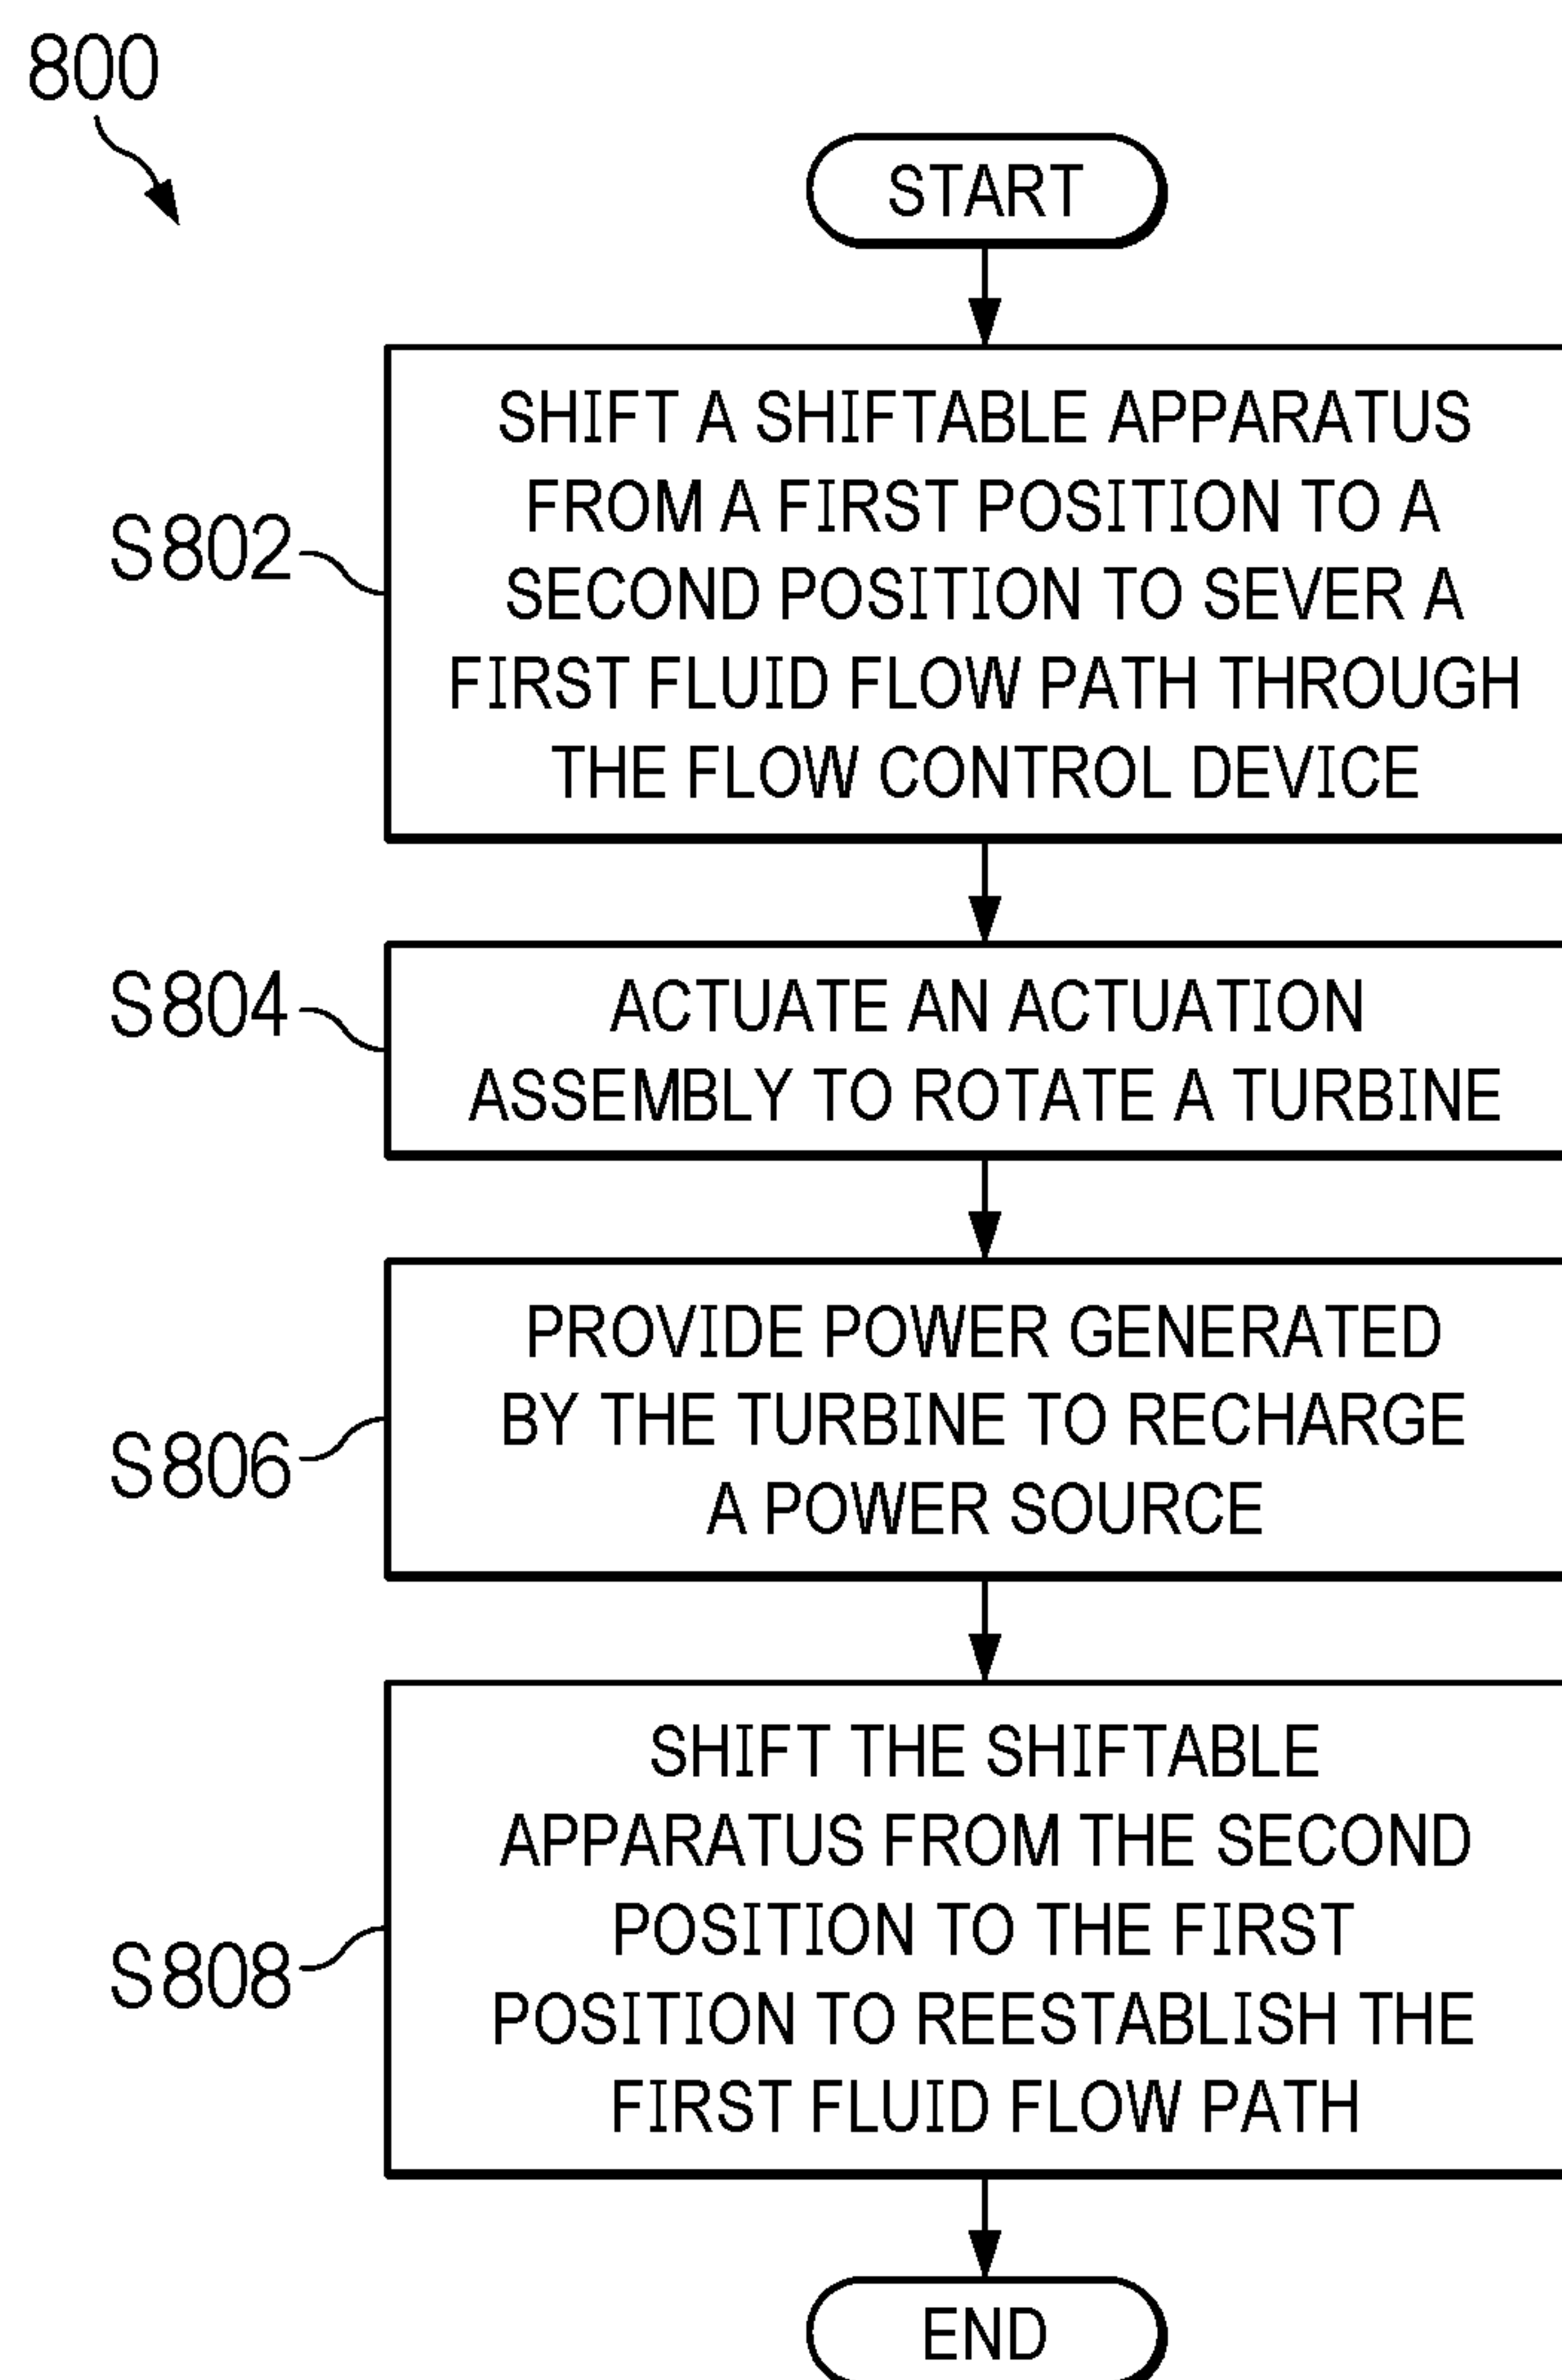 800
START
S802
SHIFT A SHIFTABLE APPARATUS
FROM A FIRST POSITION TO A
SECOND POSITION TO SEVER A
FIRST FLUID FLOW PATH THROUGH
THE FLOW CONTROL DEVICE
S804
ACTUATE AN ACTUATION
ASSEMBLY TO ROTATE A TURBINE
S806
PROVIDE POWER GENERATED
BY THE TURBINE TO RECHARGE
A POWER SOURCE
S808
SHIFT THE SHIFTABLE
APPARATUS FROM THE SECOND
POSITION TO THE FIRST
POSITION TO REESTABLISH THE
FIRST FLUID FLOW PATH
END